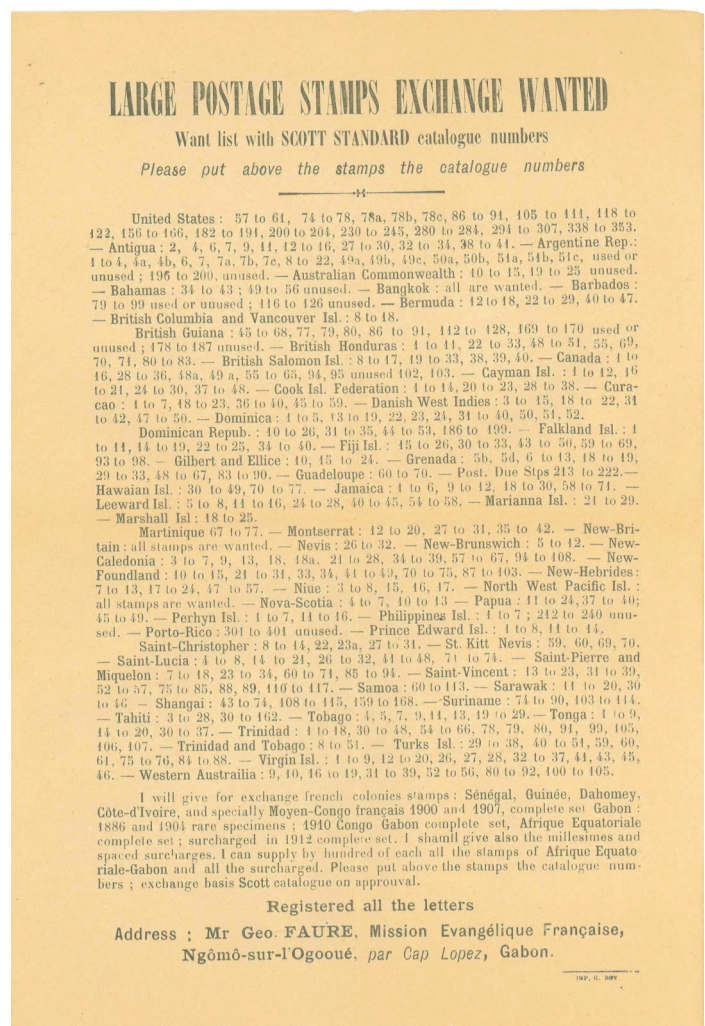 LARGE POSTAGE STAMPS EXCHANGE WANTED
Want list with SCOTT STANDARD catalogue numbers
Please put above the stamps the catalogue numbers
United States : 57 to 61, 74 to 78, 78a, 78b, 78c, 86 to 91, 105 to 111, 118 to
122, 156 to 166, 182 to 191, 200 to 204, 230 to 245, 280 to 284, 294 to 307, 338 to 353.
— Antigua : 2, 4, 6, 7, 9, 11, 12 to 16, 27 to 30, 32 to 34, 38 to 41. — Argentine Rep.:
1 to 4, 4a, 4b, 6, 7, 7a, 7b, 7c, 8 to 22, 49a, 49b, 49c, 50a, 50b, 51a, 51b, 51c, used or
unused ; 196 to 200, unused. — Australian Commonwealth : 10 to 15, 19 to 25 unused.
— Bahamas : 34 to 43 ; 49 to 56 unused. — Bangkok : all are wanted. — Barbados :
79 to 99 used or unused ; 116 to 126 unused. — Bermuda : 12 to 18, 22 to 29, 40 to 47.
— British Columbia and Vancouver Isl. : 8 to 18.
British Guiana : 45 to 68, 77, 79, 80, 86 to 91, 112 to 128, 169 to 170 used or
unused ; 178 to 187 unused. — British Honduras : 1 to 11, 22 to 33, 48 to 51, 55, 69,
70, 71, 80 to 83. — British Salomon Isl. : 8 to 17, 19 to 33, 38, 39, 40. — Canada : 1 to
16, 28 to 36, 48a, 49 a, 55 to 65, 94, 95 unused 102, 103. — Cayman Isl. : 1 to 12, 16
to 21, 24 to 30, 37 to 48. — Cook Isl. Federation : 1 to 14, 20 to 23, 28 to 38. — Cura-
cao : 1 to 7, 18 to 23, 36 to 40, 45 to 59. — Danish West Indies : 3 to 15, 18 to 22, 31
to 42, 47 to 50. — Dominica : 1 to 5, 13 to 19, 22, 23, 24, 31 to 40, 50, 51, 52.
Dominican Repub. : 10 to 26, 31 to 35, 44 to 53, 186 to 199. — Falkland Isl. : 1
to 11, 14 to 19, 22 to 25, 34 to 40. — Fiji Isl. : 15 to 26, 30 to 33, 43 to 50, 59 to 69,
93 to 98. — Gilbert and Ellice : 10, 15 to 24. — Grenada : 5b, 5d, 6 to 13, 18 to 19,
29 to 33, 48 to 67, 83 to 90. — Guadeloupe : 60 to 70. — Post. Due Stps 213 to 222.—
Hawaiian Isl. : 30 to 49, 70 to 77. — Jamaica : 1 to 6, 9 to 12, 18 to 30, 58 to 71. —
Leeward Isl. : 5 to 8, 11 to 16, 24 to 28, 40 to 45, 54 to 58. — Marianna Isl. : 21 to 29.
— Marshall Isl : 18 to 25.
Martinique 67 to 77. — Montserrat : 12 to 20, 27 to 31, 35 to 42. — New-Bri-
tain : all stamps are wanted. — Nevis : 26 to 32. — New-Brunswich : 5 to 12. — New-
Caledonia : 3 to 7, 9, 13, 18, 18a. 21 to 28, 34 to 39, 57 to 67, 94 to 108. — New-
Foundland : 10 to 15, 21 to 31, 33, 34, 41 to 49, 70 to 75, 87 to 103. — New-Hebrides :
7 to 13, 17 to 24, 47 to 57. — Niue : 3 to 8, 15, 16, 17. — North West Pacific Isl. :
all stamps are wanted. — Nova-Scotia : 4 to 7, 10 to 13 — Papua : 11 to 24, 37 to 40;
45 to 49. — Perhyn Isl. : 1 to 7, 11 to 16. — Philippines Isl. : 1 to 7 ; 212 to 240 unu-
sed. — Porto-Rico : 301 to 401 unused. — Prince Edward Isl. : 1 to 8, 11 to 14.
Saint-Christopher : 8 to 14, 22, 23a, 27 to 31. — St. Kitt Nevis : 59, 60, 69, 70.
— Saint-Lucia : 4 to 8, 14 to 21, 26 to 32, 41 to 48, 71 to 74. — Saint-Pierre and
Miquelon : 7 to 18, 23 to 34, 60 to 71, 85 to 94. — Saint-Vincent : 13 to 23, 31 to 39,
52 to 57, 75 to 85, 88, 89, 110 to 117. — Samoa : 60 to 113. — Sarawak : 11 to 20, 30
to 46 — Shangai : 43 to 74, 108 to 115, 159 to 168. — Suriname : 74 to 90, 103 to 114.
— Tahiti : 3 to 28, 30 to 162. — Tobago : 4, 5, 7, 9, 11, 13, 19 to 29. — Tonga : 1 to 9,
14 to 20, 30 to 37. — Trinidad : 1 to 18, 30 to 48, 54 to 66, 78, 79, 80, 91, 99, 105,
106, 107. — Trinidad and Tobago : 8 to 51. — Turks Isl. : 29 to 38, 40 to 51, 59, 60,
61, 75 to 76, 84 to 88. — Virgin Isl. : 1 to 9, 12 to 20, 26, 27, 28, 32 to 37, 41, 43, 45,
46. — Western Austrailia : 9, 10, 16 to 19, 31 to 39, 52 to 56, 80 to 92, 100 to 105.
I will give for exchange french colonies stamps : Sénégal, Guinée, Dahomey,
Côte-d'Ivoire, and specially Moyen-Congo français 1900 and 1907, complete set Gabon :
1886 and 1904 rare specimens ; 1910 Congo Gabon complete set, Afrique Equatoriale
complete set ; surcharged in 1912 complete set. I shamll give also the millesimes and
spaced surcharges. I can supply by hundred of each all the stamps of Afrique Equato
riale-Gabon and all the surcharged. Please put above the stamps the catalogue num-
bers ; exchange basis Scott catalogue on approuval.
Registered all the letters
Address : Mr Geo. FAURE, Mission Evangélique Française,
Ngômô-sur-l'Ogooué, par Cap Lopez, Gabon.
IMP. G. ROY